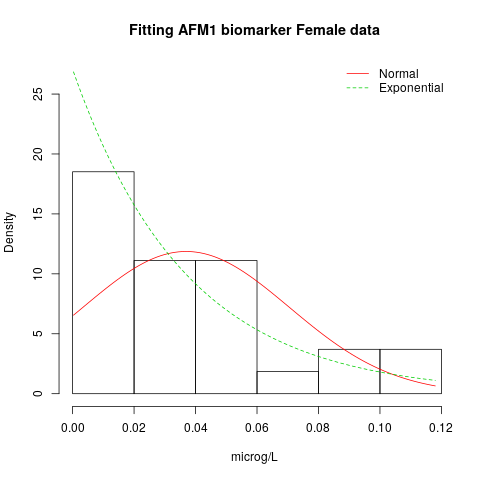 Fitting AFM1 biomarker Female data
Normal
Exponential
25
20
15
10
5
0
Density
0.00 0.02 0.04 0.06 0.08 0.10 0.12
microg/L